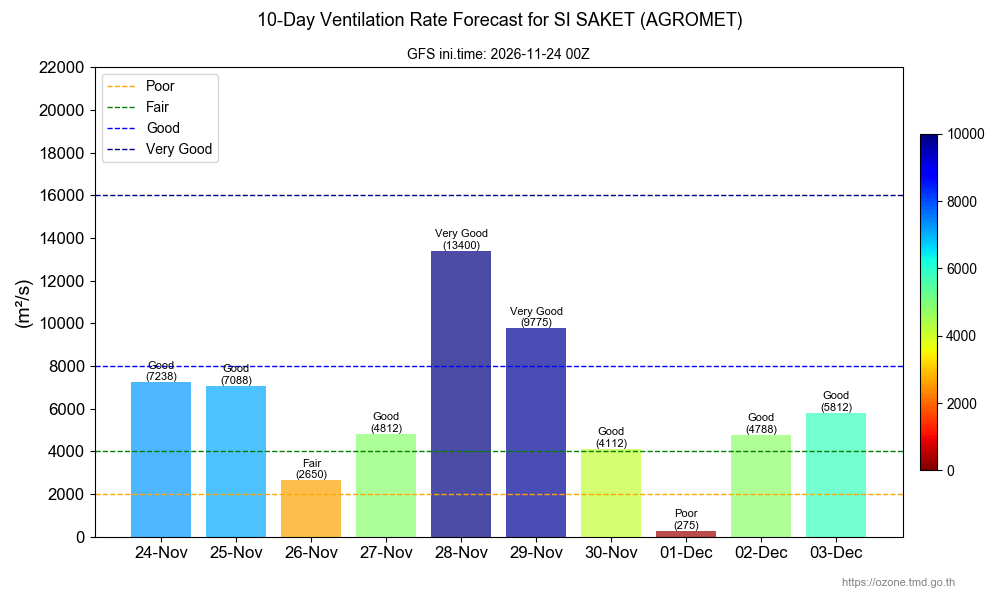 10-Day Ventilation Rate Forecast for SI SAKET (AGROMET)
GFS ini.time: 2026-11-24 00Z
(m²/s)
22000
20000
18000
16000
14000
12000
10000
8000
6000
4000
2000
0
Poor
Fair
Good
Very Good
Good
(7238)
Good
(7088)
Fair
(2650)
Good
(4812)
Very Good
(13400)
Very Good
(9775)
Good
(4112)
Poor
(275)
Good
(4788)
Good
(5812)
24-Nov
25-Nov
26-Nov
27-Nov
28-Nov
29-Nov
30-Nov
01-Dec
02-Dec
03-Dec
10000
8000
6000
4000
2000
0
https://ozone.tmd.go.th